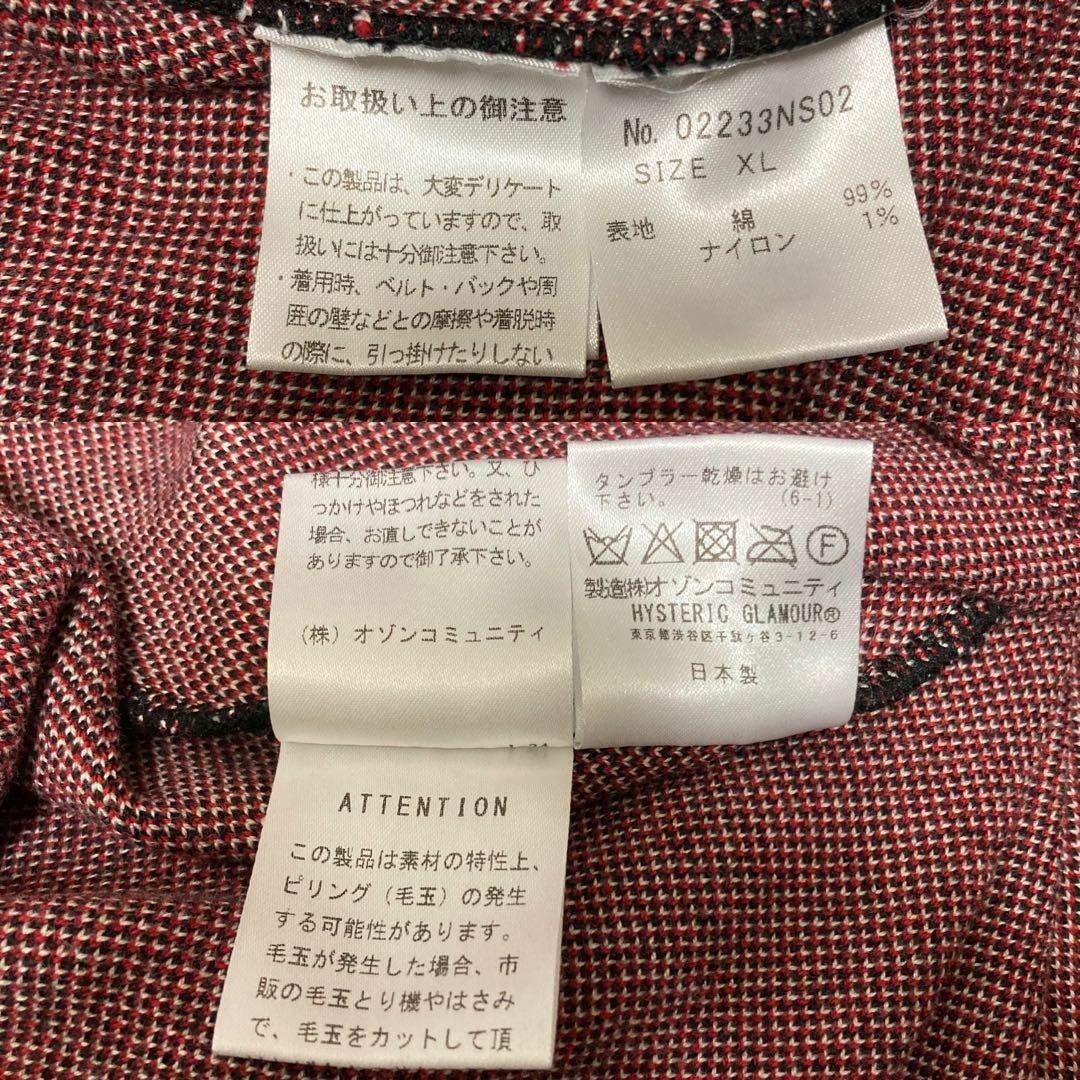 お取扱い上の御注意
・この製品は、大変デリケート
に仕上がっていますので、取
扱いには十分御注意下さい。
・着用時、ベルト・バックや周
囲の壁などとの摩擦や着脱時
の際に、引っ掛けたりしない
No. 02233NS02
SIZE XL
表地 綿 99%
ナイロン 1%
様十分御注意下さい。又、ひ
っかけやほつれなどをされた
場合、お直しできないことが
ありますので御了承下さい。
(株) オゾンコミュニティ
タンブラー乾燥はお避け
下さい。 (6-1)
F
製造(株)オゾンコミュニティ
HYSTERIC GLAMOUR®
東京都渋谷区千駄ヶ谷3-12-6
日本製
ATTENTION
この製品は素材の特性上、
ピリング(毛玉)の発生
する可能性があります。
毛玉が発生した場合、市
販の毛玉とり機やはさみ
で、毛玉をカットして頂